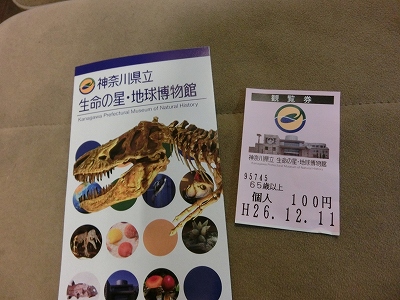 神奈川県立
生命の星・地球博物館
Kanagawa Prefectural Museum of Natural History
観覧券
神奈川県立 生命の星・地球博物館
95745
65歳以上
個人 100円
H26.12.11